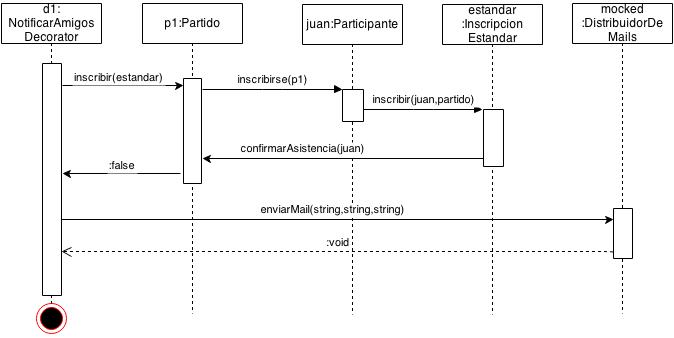 d1:
NotificarAmigos
Decorator
p1:Partido
juan:Participante
estandar
:Inscripcion
Estandar
mocked
:DistribuidorDe
Mails
inscribir(estandar)
inscribirse(p1)
inscribir(juan,partido)
confirmarAsistencia(juan)
:false
enviarMail(string,string,string)
:void